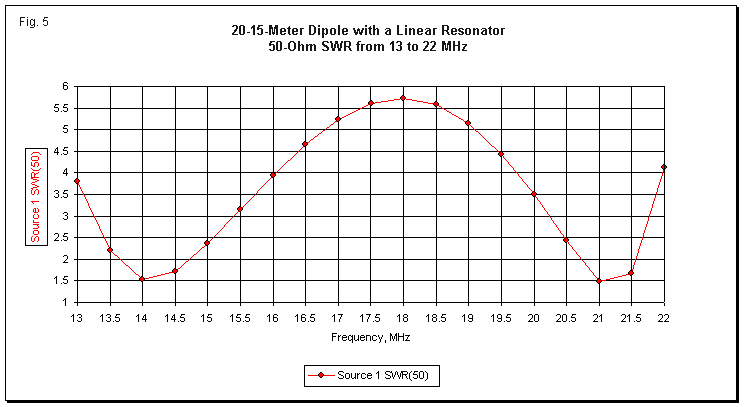 Fig. 5
20-15-Meter Dipole with a Linear Resonator
50-Ohm SWR from 13 to 22 MHz
Source 1 SWR(50)
6
5.5
5
4.5
4
3.5
3
2.5
2
1.5
1
13 13.5 14 14.5 15 15.5 16 16.5 17 17.5 18 18.5 19 19.5 20 20.5 21 21.5 22
Frequency, MHz
Source 1 SWR(50)